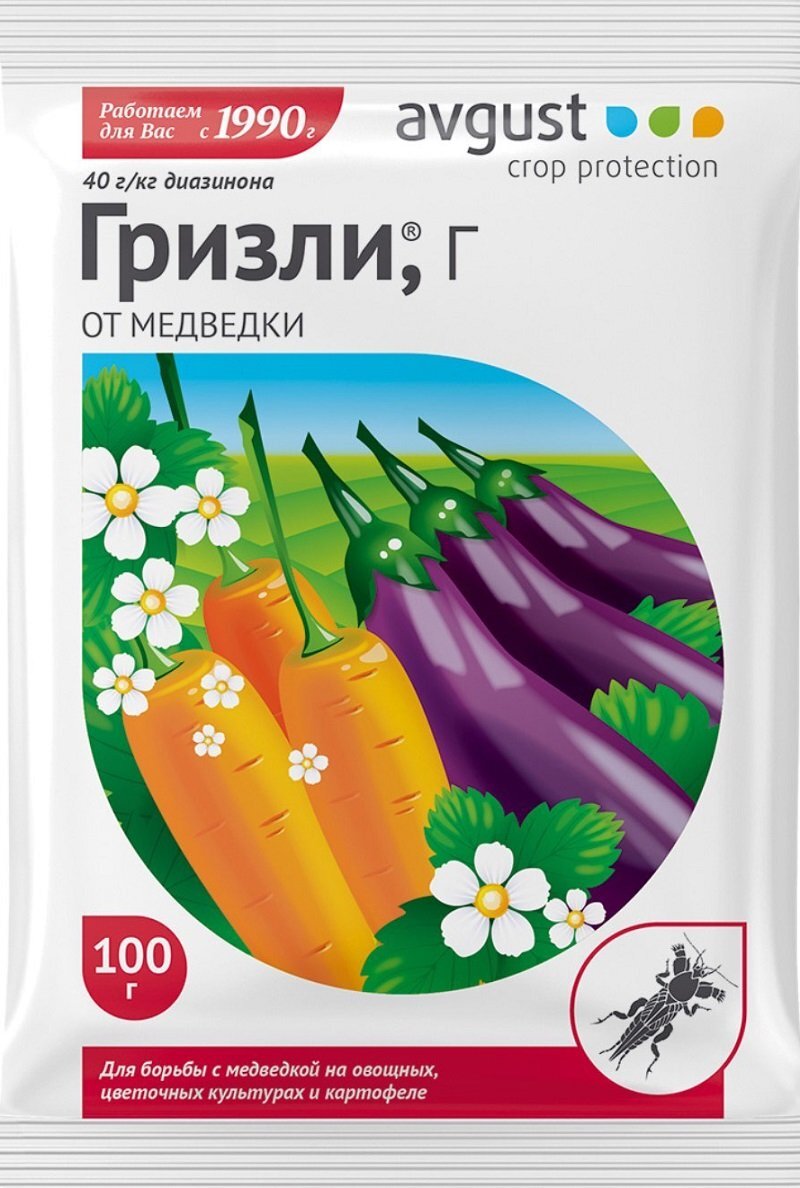 Работаем
для Вас с 1990 г
avgust
crop protection
40 г/кг диазинона
Гризли®, Г
ОТ МЕДВЕДКИ
100
г
Для борьбы с медведкой на овощных,
цветочных культурах и картофеле